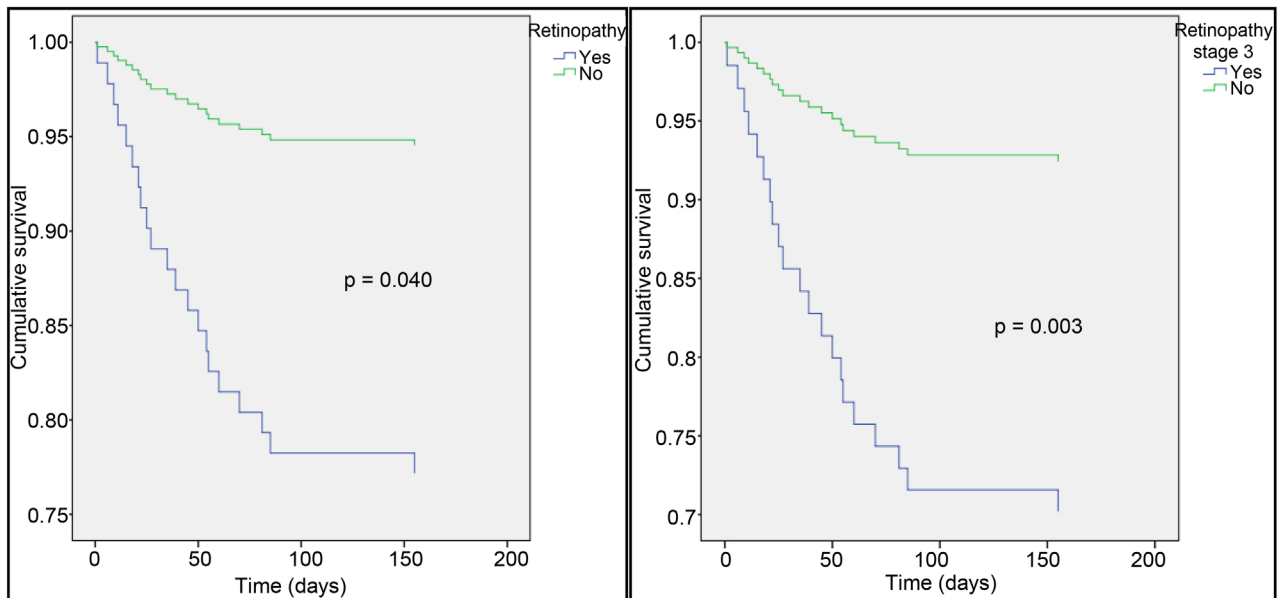 Retinopathy
Yes
No
1.00
0.95
0.90
0.85
0.80
0.75
Cumulative survival
p = 0.040
0 50 100 150 200
Time (days)
Retinopathy
stage 3
Yes
No
1.0
0.95
0.9
0.85
0.8
0.75
0.7
Cumulative survival
p = 0.003
0 50 100 150 200
Time (days)